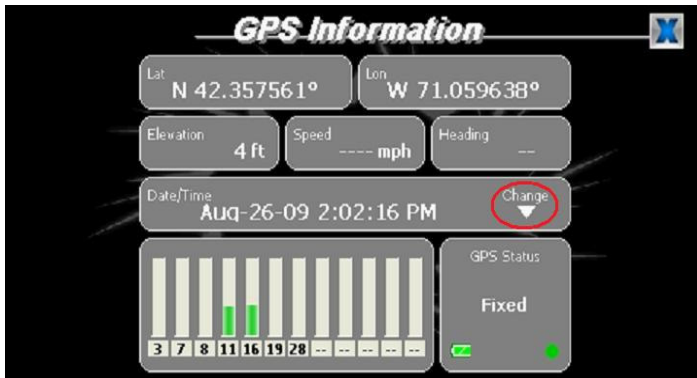 GPS Information
X
Lat
N 42.357561°
Lon
W 71.059638°
Elevation
4 ft
Speed
---- mph
Heading
--
Date/Time
Aug-26-09 2:02:16 PM
Change
GPS Status
Fixed
3 7 8 11 16 19 28 -- -- -- -- --